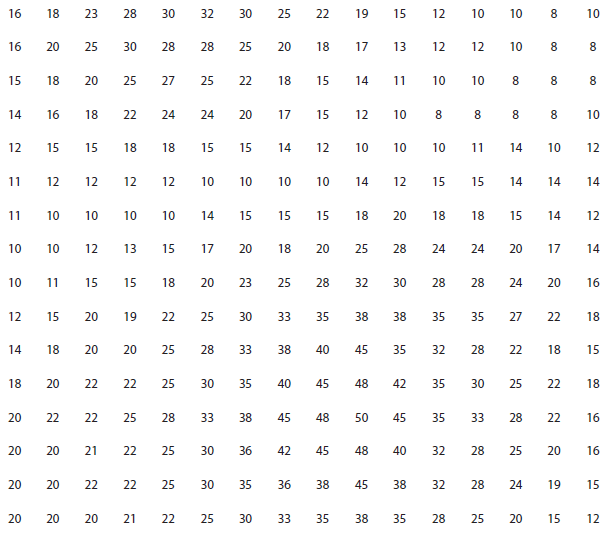 16 18 23 28 30 32 30 25 22 19 15 12 10 10 8 10
16 20 25 30 28 28 25 20 18 17 13 12 12 10 8 8
15 18 20 25 27 25 22 18 15 14 11 10 10 8 8 8
14 16 18 22 24 24 20 17 15 12 10 8 8 8 8 10
12 15 15 18 18 15 15 14 12 10 10 10 11 14 10 12
11 12 12 12 12 10 10 10 10 14 12 15 15 14 14 14
11 10 10 10 10 14 15 15 15 18 20 18 18 15 14 12
10 10 12 13 15 17 20 18 20 25 28 24 24 20 17 14
10 11 15 15 18 20 23 25 28 32 30 28 28 24 20 16
12 15 20 19 22 25 30 33 35 38 38 35 35 27 22 18
14 18 20 20 25 28 33 38 40 45 35 32 28 22 18 15
18 20 22 22 25 30 35 40 45 48 42 35 30 25 22 18
20 22 22 25 28 33 38 45 48 50 45 35 33 28 22 16
20 20 21 22 25 30 36 42 45 48 40 32 28 25 20 16
20 20 22 22 25 30 35 36 38 45 38 32 28 24 19 15
20 20 20 21 22 25 30 33 35 38 35 28 25 20 15 12